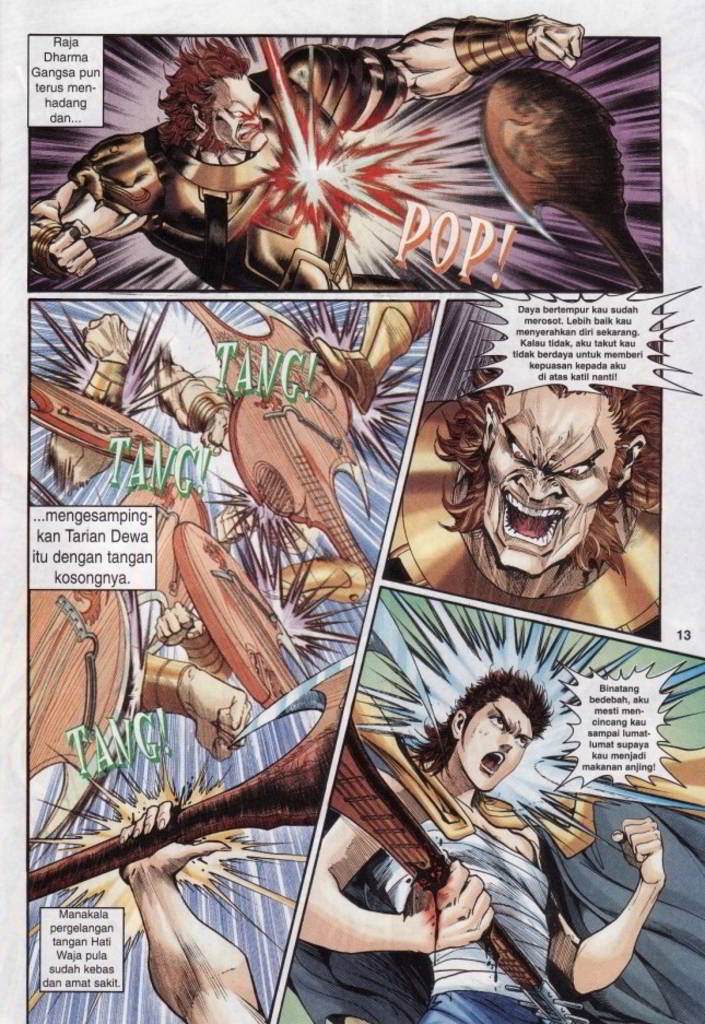 Raja
Dharma
Gangsa pun
terus men-
hadang
dan...
POP!
TANG!
TANG!
...mengesamping-
kan Tarian Dewa
itu dengan tangan
kosongnya.
TANG!
Manakala
pergelangan
tangan Hati
Waja pula
sudah kebas
dan amat sakit.
Daya bertempur kau sudah
merosot. Lebih baik kau
menyerahkan diri sekarang.
Kalau tidak, aku takut kau
tidak berdaya untuk memberi
kepuasan kepada aku
di atas katil nanti!
13
Binatang
bedebah, aku
mesti men-
cincang kau
sampai lumat-
lumat supaya
kau menjadi
makanan anjing!